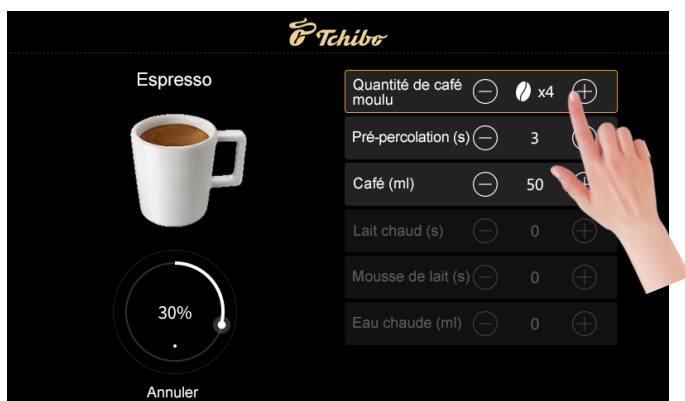 Tchibo
Espresso
Quantité de café
moulu
x4
Pré-percolation (s)
3
Café (ml)
50
Lait chaud (s)
0
Mousse de lait (s)
0
Eau chaude (ml)
0
30%
Annuler